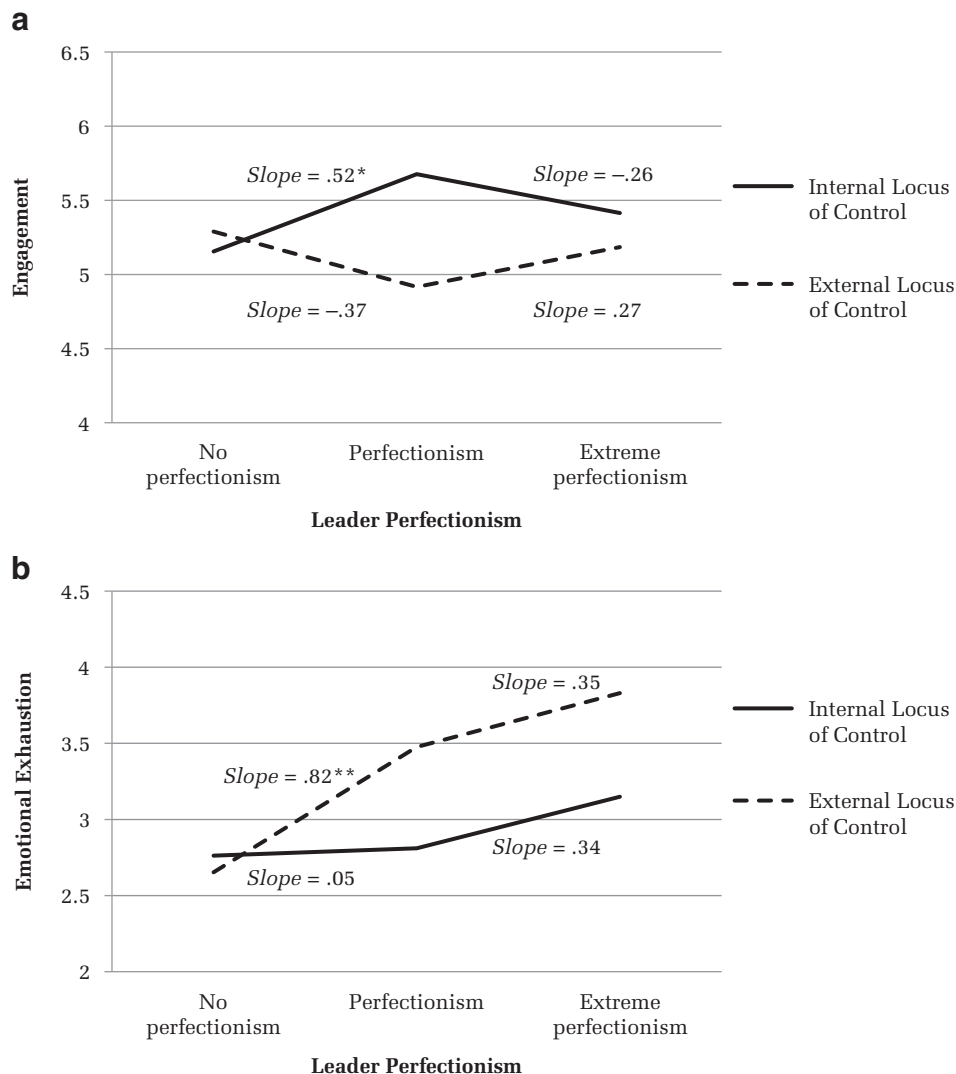 a
6.5
6
5.5
5
4.5
4
Engagement
Slope = .52*
Slope = –.26
Slope = –.37
Slope = .27
Internal Locus
of Control
External Locus
of Control
No
perfectionism
Perfectionism
Extreme
perfectionism
Leader Perfectionism
b
4.5
4
3.5
3
2.5
2
Emotional Exhaustion
Slope = .35
Slope = .82**
Slope = .34
Slope = .05
Internal Locus
of Control
External Locus
of Control
No
perfectionism
Perfectionism
Extreme
perfectionism
Leader Perfectionism